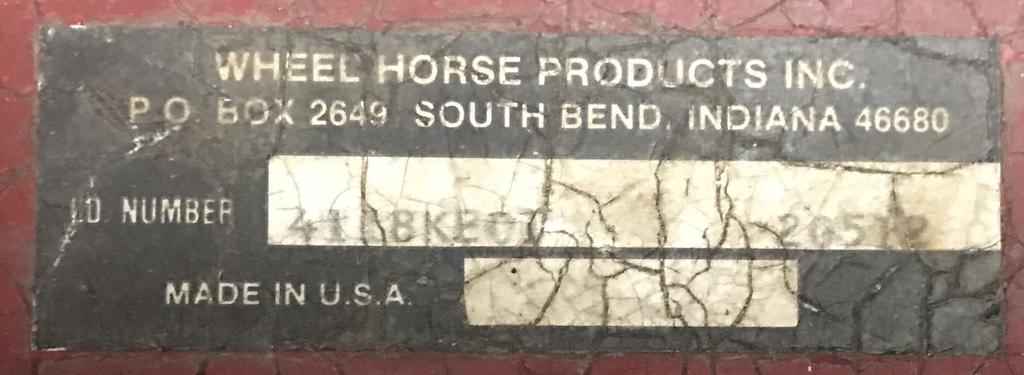 WHEEL HORSE PRODUCTS INC.
P.O. BOX 2649 SOUTH BEND, INDIANA 46680
I.D. NUMBER
MADE IN U.S.A.